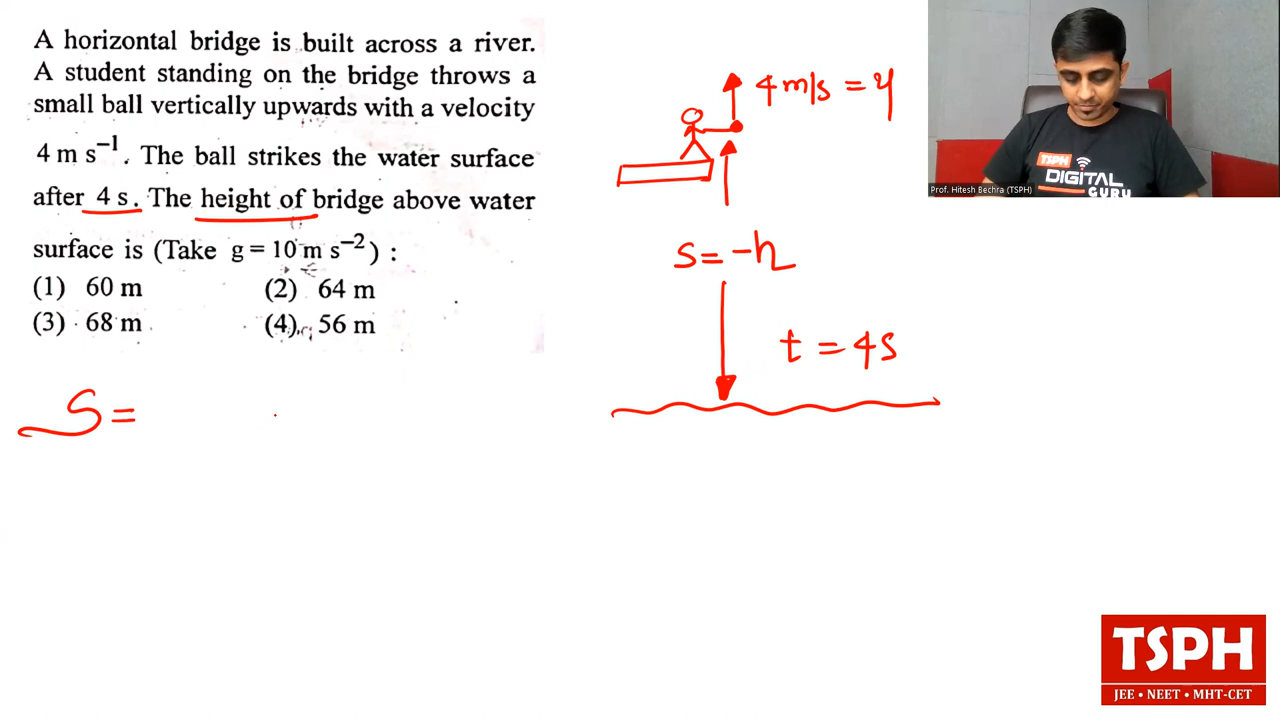 A horizontal bridge is built across a river.
A student standing on the bridge throws a
small ball vertically upwards with a velocity
4 m s⁻¹. The ball strikes the water surface
after 4 s. The height of bridge above water
surface is (Take g = 10 m s⁻²) :
(1) 60 m (2) 64 m
(3) 68 m (4) 56 m
S =
4 m/s = u
s = -h
t = 4s
Prof. Hitesh Bechra (TSPH)
TSPH
DIGITAL
GURU
TSPH
JEE • NEET • MHT-CET